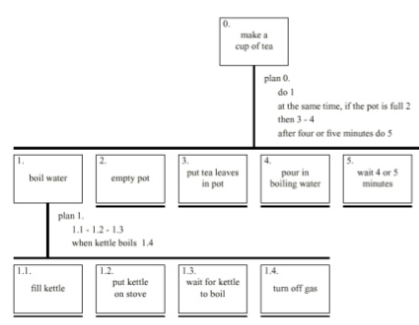 0.
make a
cup of tea
plan 0.
do 1
at the same time, if the pot is full 2
then 3 - 4
after four or five minutes do 5
1.
boil water
2.
empty pot
3.
put tea leaves
in pot
4.
pour in
boiling water
5.
wait 4 or 5
minutes
plan 1.
1.1 - 1.2 - 1.3
when kettle boils 1.4
1.1.
fill kettle
1.2.
put kettle
on stove
1.3.
wait for kettle
to boil
1.4.
turn off gas